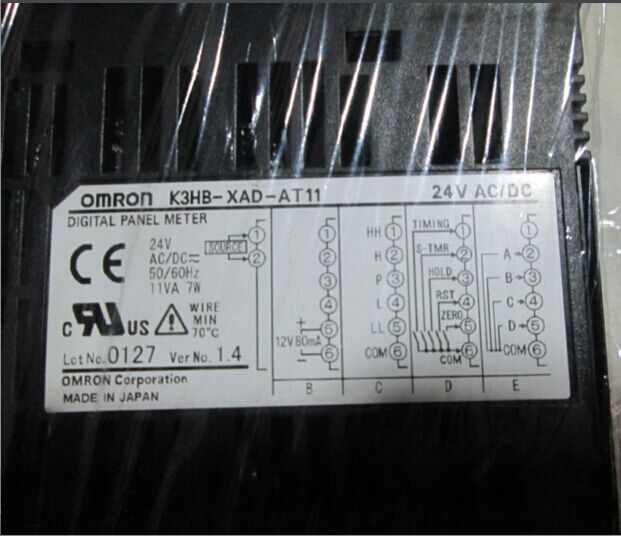 OMRON K3HB-XAD-AT11 24V AC/DC
DIGITAL PANEL METER
24V
AC/DC
50/60Hz
11VA 7W
SOURCE
1
2
CE
c RU US
WIRE
MIN
70℃
Lot No. 0127 Ver No. 1.4
OMRON Corporation
MADE IN JAPAN
1
2
3
4
+ 5
12V 80mA
- 6
B
HH 1
H 2
P 3
L 4
LL 5
COM 6
C
TIMING 1
S-TMR 2
HOLD 3
RST 4
ZERO 5
COM 6
D
1
A 2
B 3
C 4
D 5
COM 6
E